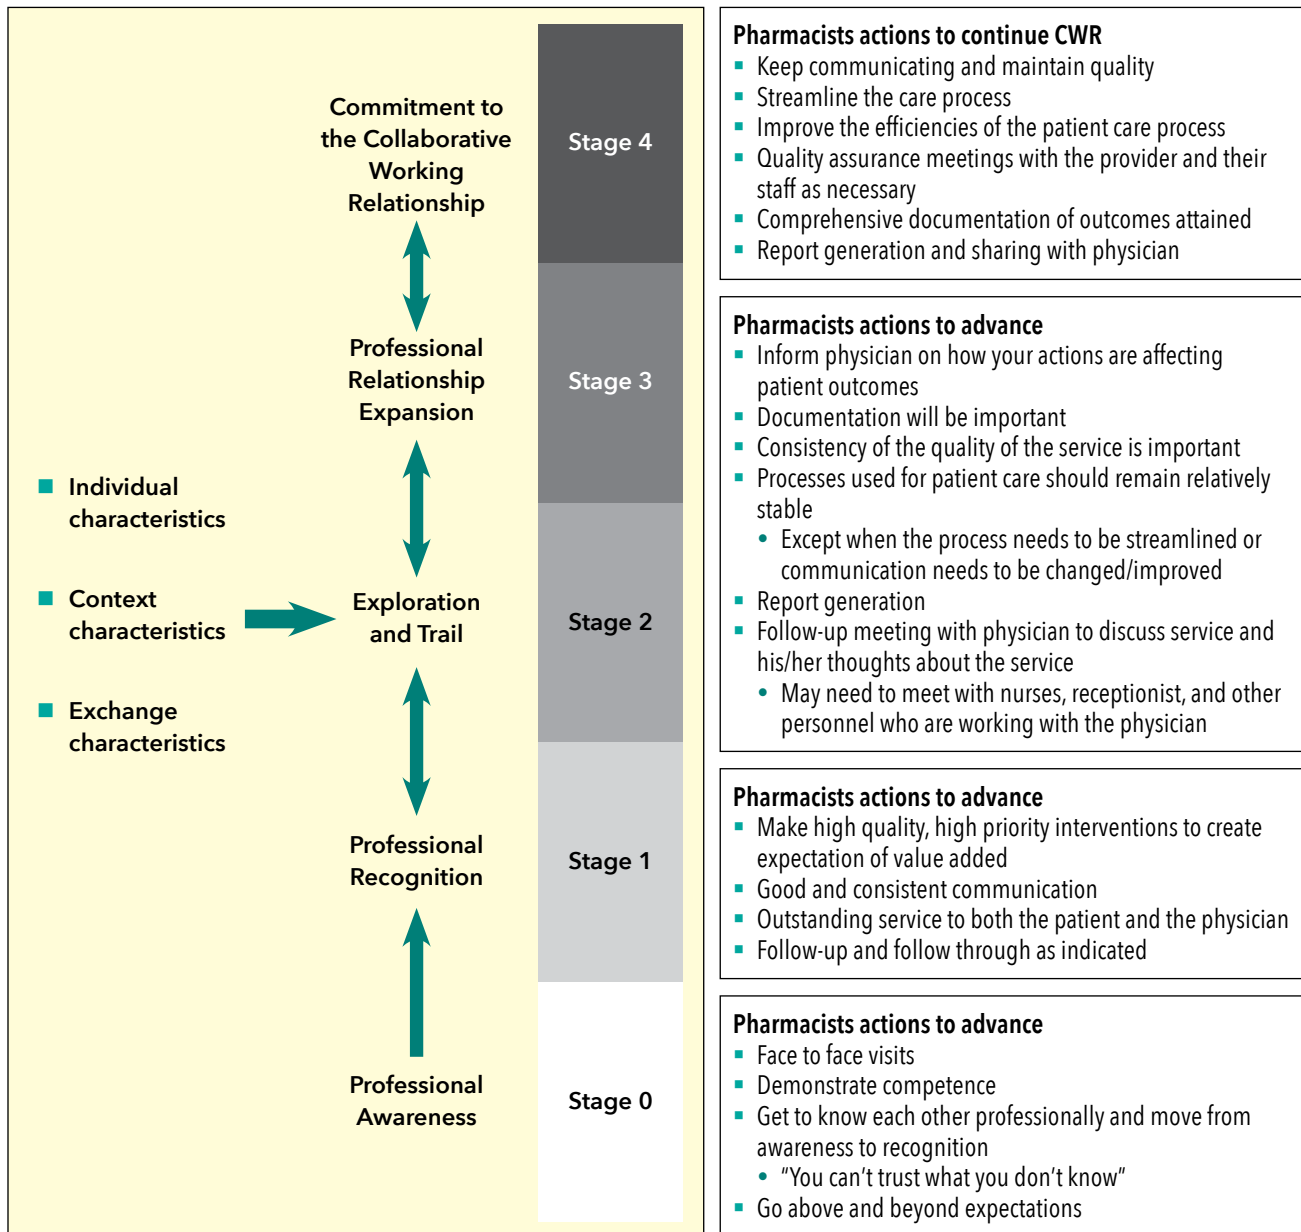 Commitment to
the Collaborative
Working
Relationship
Professional
Relationship
Expansion
Individual
characteristics
Context
characteristics
Exchange
characteristics
Exploration
and Trail
Professional
Recognition
Professional
Awareness
Stage 4
Stage 3
Stage 2
Stage 1
Stage 0
Pharmacists actions to continue CWR
Keep communicating and maintain quality
Streamline the care process
Improve the efficiencies of the patient care process
Quality assurance meetings with the provider and their
staff as necessary
Comprehensive documentation of outcomes attained
Report generation and sharing with physician
Pharmacists actions to advance
Inform physician on how your actions are affecting
patient outcomes
Documentation will be important
Consistency of the quality of the service is important
Processes used for patient care should remain relatively
stable
Except when the process needs to be streamlined or
communication needs to be changed/improved
Report generation
Follow-up meeting with physician to discuss service and
his/her thoughts about the service
May need to meet with nurses, receptionist, and other
personnel who are working with the physician
Pharmacists actions to advance
Make high quality, high priority interventions to create
expectation of value added
Good and consistent communication
Outstanding service to both the patient and the physician
Follow-up and follow through as indicated
Pharmacists actions to advance
Face to face visits
Demonstrate competence
Get to know each other professionally and move from
awareness to recognition
“You can’t trust what you don’t know”
Go above and beyond expectations